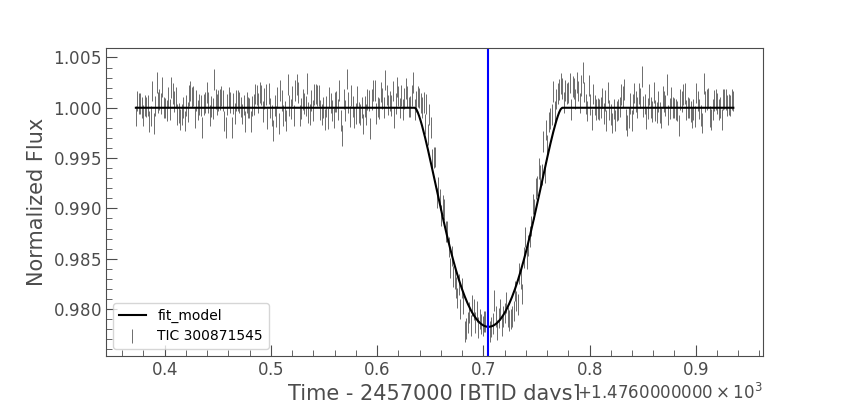 Normalized Flux
1.005
1.000
0.995
0.990
0.985
0.980
fit_model
TIC 300871545
0.4 0.5 0.6 0.7 0.8 0.9
Time - 2457000 [BTJD days]
+1.4760000000 × 10³